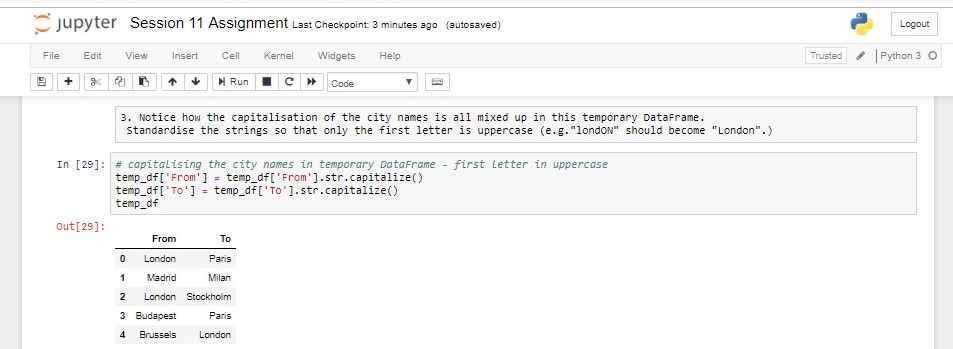 jupyter Session 11 Assignment Last Checkpoint: 3 minutes ago (autosaved) Logout
File Edit View Insert Cell Kernel Widgets Help Trusted Python 3
Run Code
3. Notice how the capitalisation of the city names is all mixed up in this temporary DataFrame.
Standardise the strings so that only the first letter is uppercase (e.g."londON" should become "London".)
In [29]: # capitalising the city names in temporary DataFrame - first letter in uppercase
temp_df['From'] = temp_df['From'].str.capitalize()
temp_df['To'] = temp_df['To'].str.capitalize()
temp_df
Out[29]:
From To
0 London Paris
1 Madrid Milan
2 London Stockholm
3 Budapest Paris
4 Brussels London